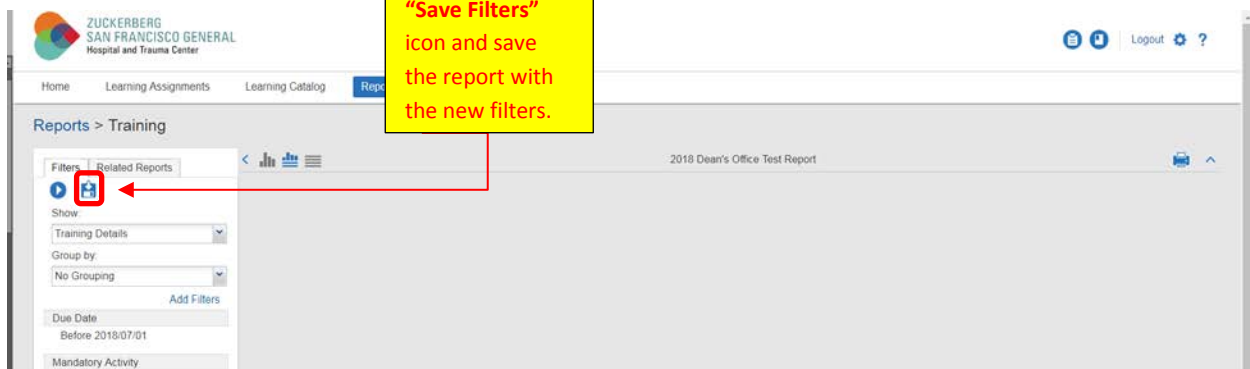 “Save Filters”
icon and save
the report with
the new filters.
ZUCKERBERG
SAN FRANCISCO GENERAL
Hospital and Trauma Center
Logout ?
Home Learning Assignments Learning Catalog
Reports > Training
Filters Related Reports
2018 Dean's Office Test Report
Show:
Training Details
Group by:
No Grouping
Add Filters
Due Date
Before 2018/07/01
Mandatory Activity